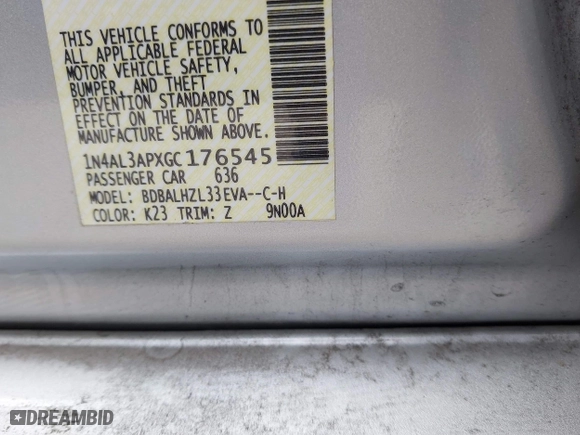 THIS VEHICLE CONFORMS TO
ALL APPLICABLE FEDERAL
MOTOR VEHICLE SAFETY,
BUMPER, AND THEFT
PREVENTION STANDARDS IN
EFFECT ON THE DATE OF
MANUFACTURE SHOWN ABOVE.
1N4AL3APXGC176545
PASSENGER CAR 636
MODEL: BDBALHZL33EVA--C-H
COLOR: K23 TRIM: Z 9N00A
DREAMBID